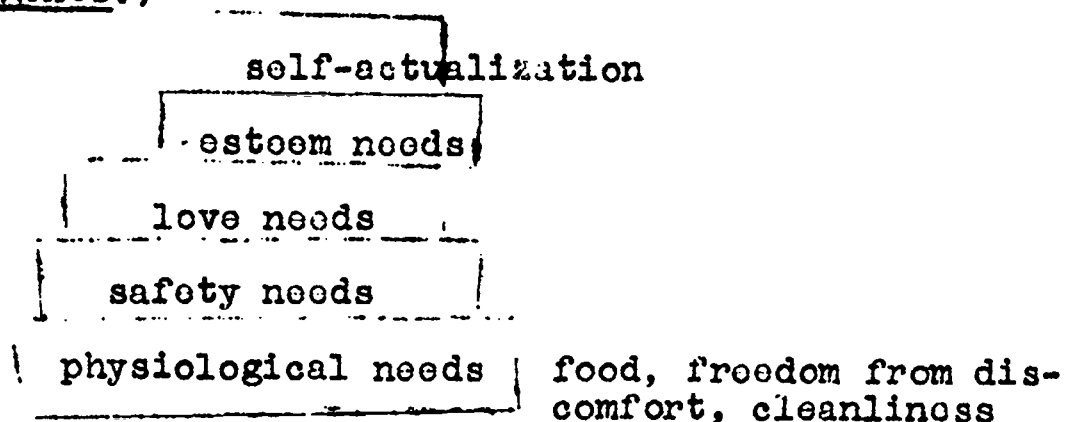 self-actualization
esteem needs
love needs
safety needs
physiological needs food, freedom from dis-
comfort, cleanliness